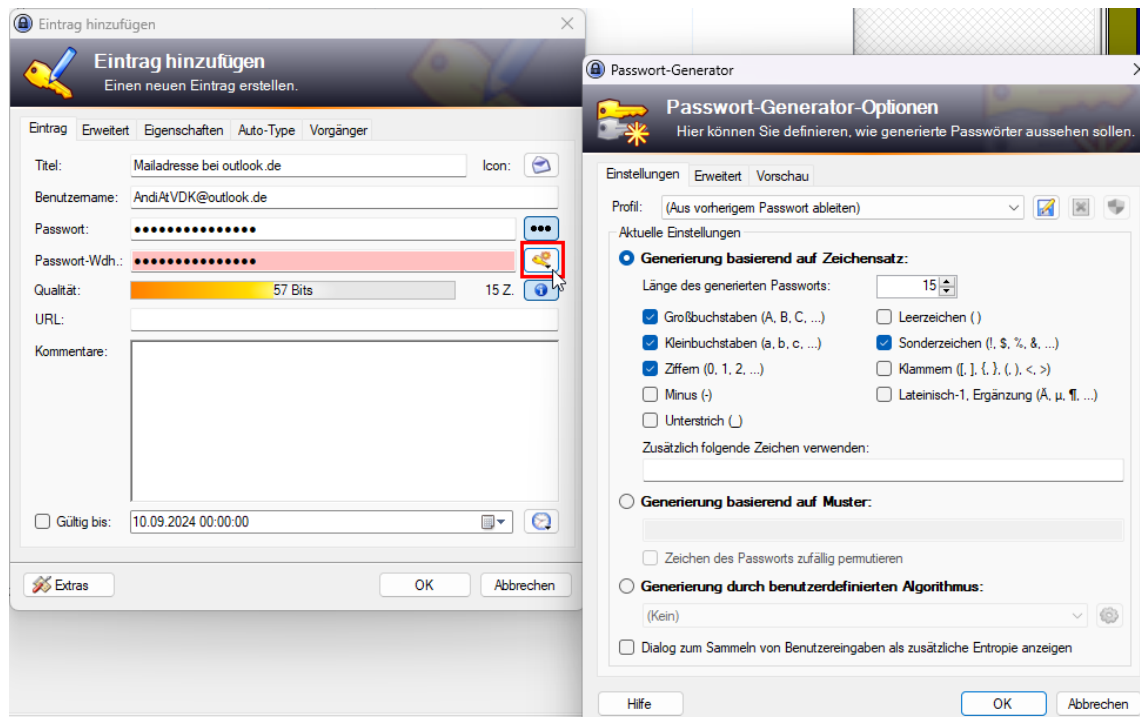 Eintrag hinzufügen
Eintrag hinzufügen
Einen neuen Eintrag erstellen.
Eintrag Erweitert Eigenschaften Auto-Type Vorgänger
Titel: Mailadresse bei outlook.de Icon:
Benutzername: AndiAtVDK@outlook.de
Passwort: ●●●●●●●●●●●●●●●
Passwort-Wdh.: ●●●●●●●●●●●●●●●
Qualität: 57 Bits 15 Z.
URL:
Kommentare:
Gültig bis: 10.09.2024 00:00:00
Extras OK Abbrechen
Passwort-Generator
Passwort-Generator-Optionen
Hier können Sie definieren, wie generierte Passwörter aussehen sollen.
Einstellungen Erweitert Vorschau
Profil: (Aus vorherigem Passwort ableiten)
Aktuelle Einstellungen
Generierung basierend auf Zeichensatz:
Länge des generierten Passworts: 15
Großbuchstaben (A, B, C, ...) Leerzeichen ( )
Kleinbuchstaben (a, b, c, ...) Sonderzeichen (!, $, %, &, ...)
Ziffern (0, 1, 2, ...) Klammern ([, ], {, }, (, ), <, >)
Minus (-) Lateinisch-1, Ergänzung (Ä, µ, ¶, ...)
Unterstrich (_)
Zusätzlich folgende Zeichen verwenden:
Generierung basierend auf Muster:
Zeichen des Passworts zufällig permutieren
Generierung durch benutzerdefinierten Algorithmus:
(Kein)
Dialog zum Sammeln von Benutzereingaben als zusätzliche Entropie anzeigen
Hilfe OK Abbrechen